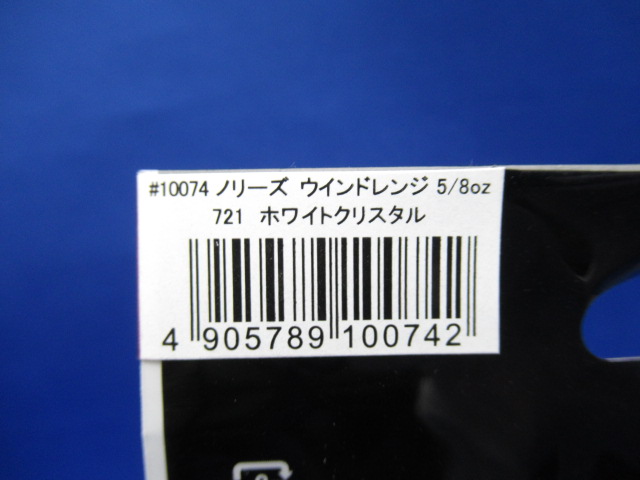 #10074 ノリーズ ウインドレンジ 5/8oz
721 ホワイトクリスタル
4 905789 100742